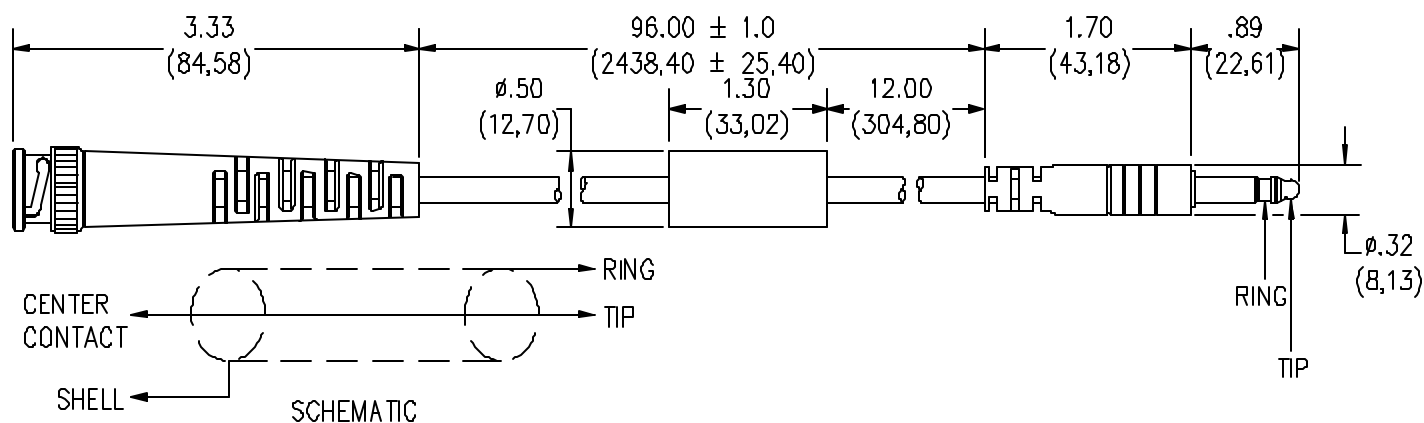 3.33
(84,58)
96.00 ± 1.0
(2438,40 ± 25,40)
1.70
(43,18)
.89
(22,61)
ø.50
(12,70)
1.30
(33,02)
12.00
(304,80)
ø.32
(8,13)
RING
TIP
CENTER
CONTACT
RING
TIP
SHELL
SCHEMATIC